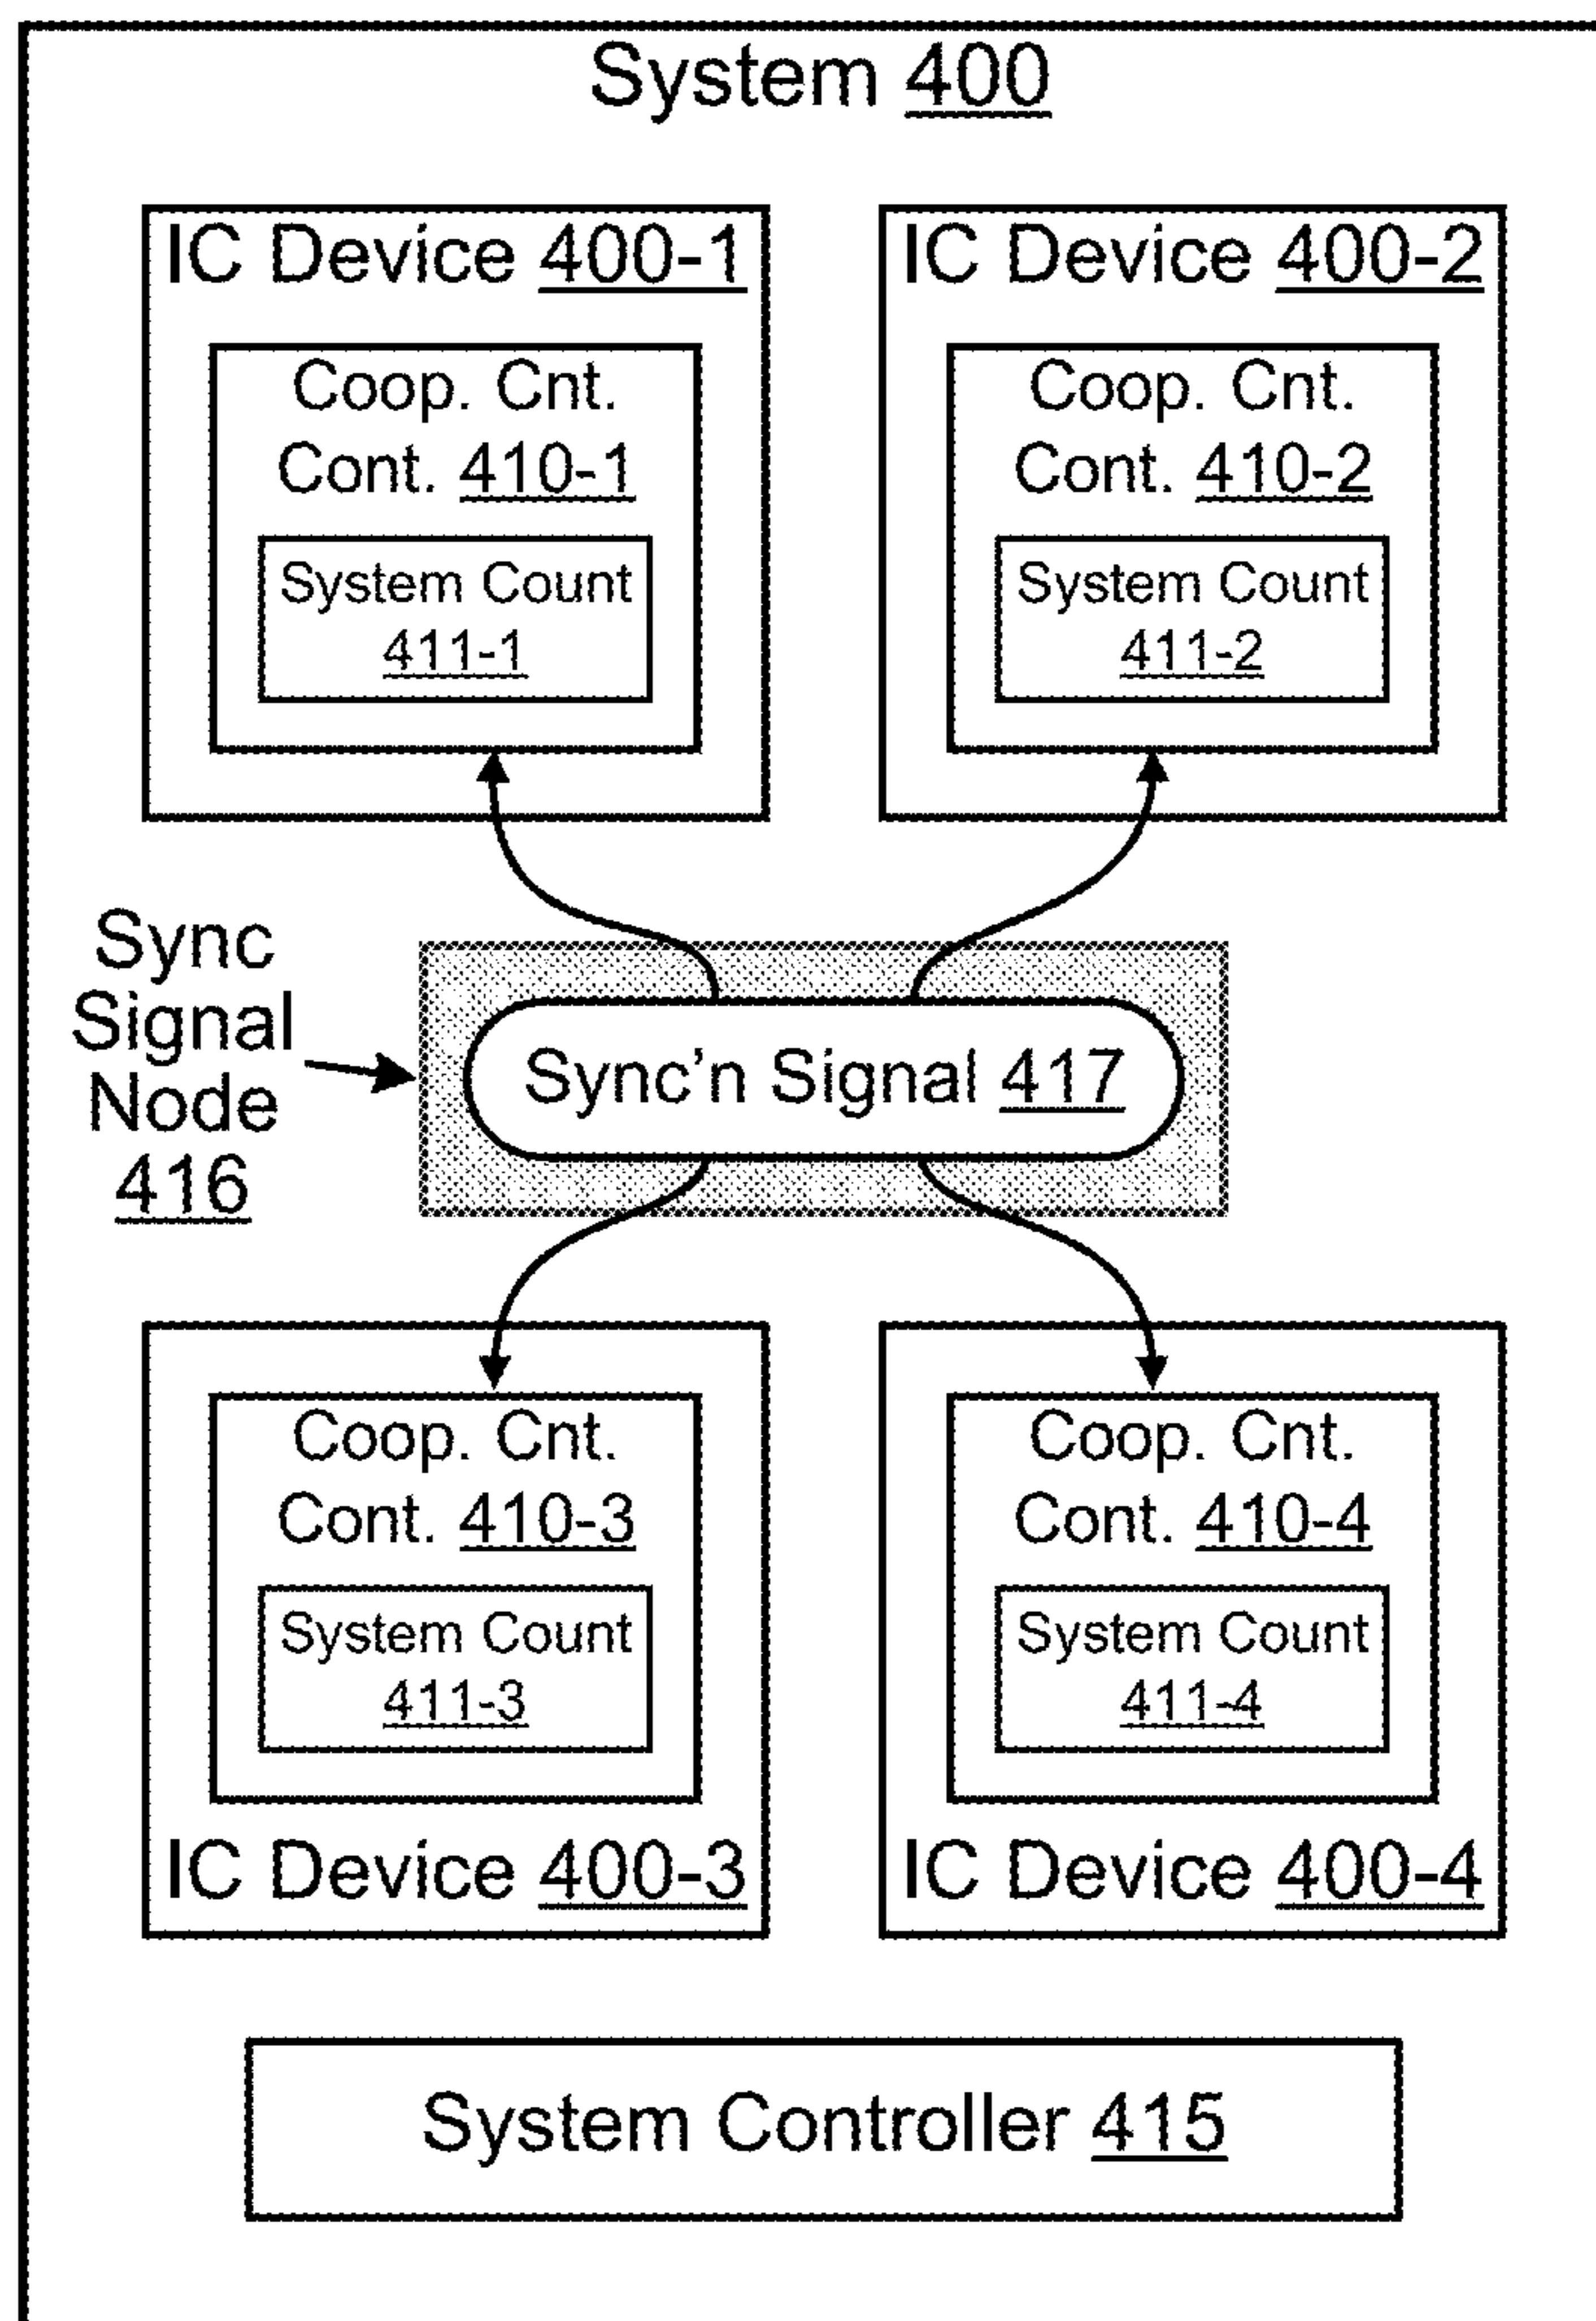 System 400
IC Device 400-1
Coop. Cnt.
Cont. 410-1
System Count
411-1
IC Device 400-2
Coop. Cnt.
Cont. 410-2
System Count
411-2
Sync
Signal
Node
416
Sync'n Signal 417
Coop. Cnt.
Cont. 410-3
System Count
411-3
IC Device 400-3
Coop. Cnt.
Cont. 410-4
System Count
411-4
IC Device 400-4
System Controller 415